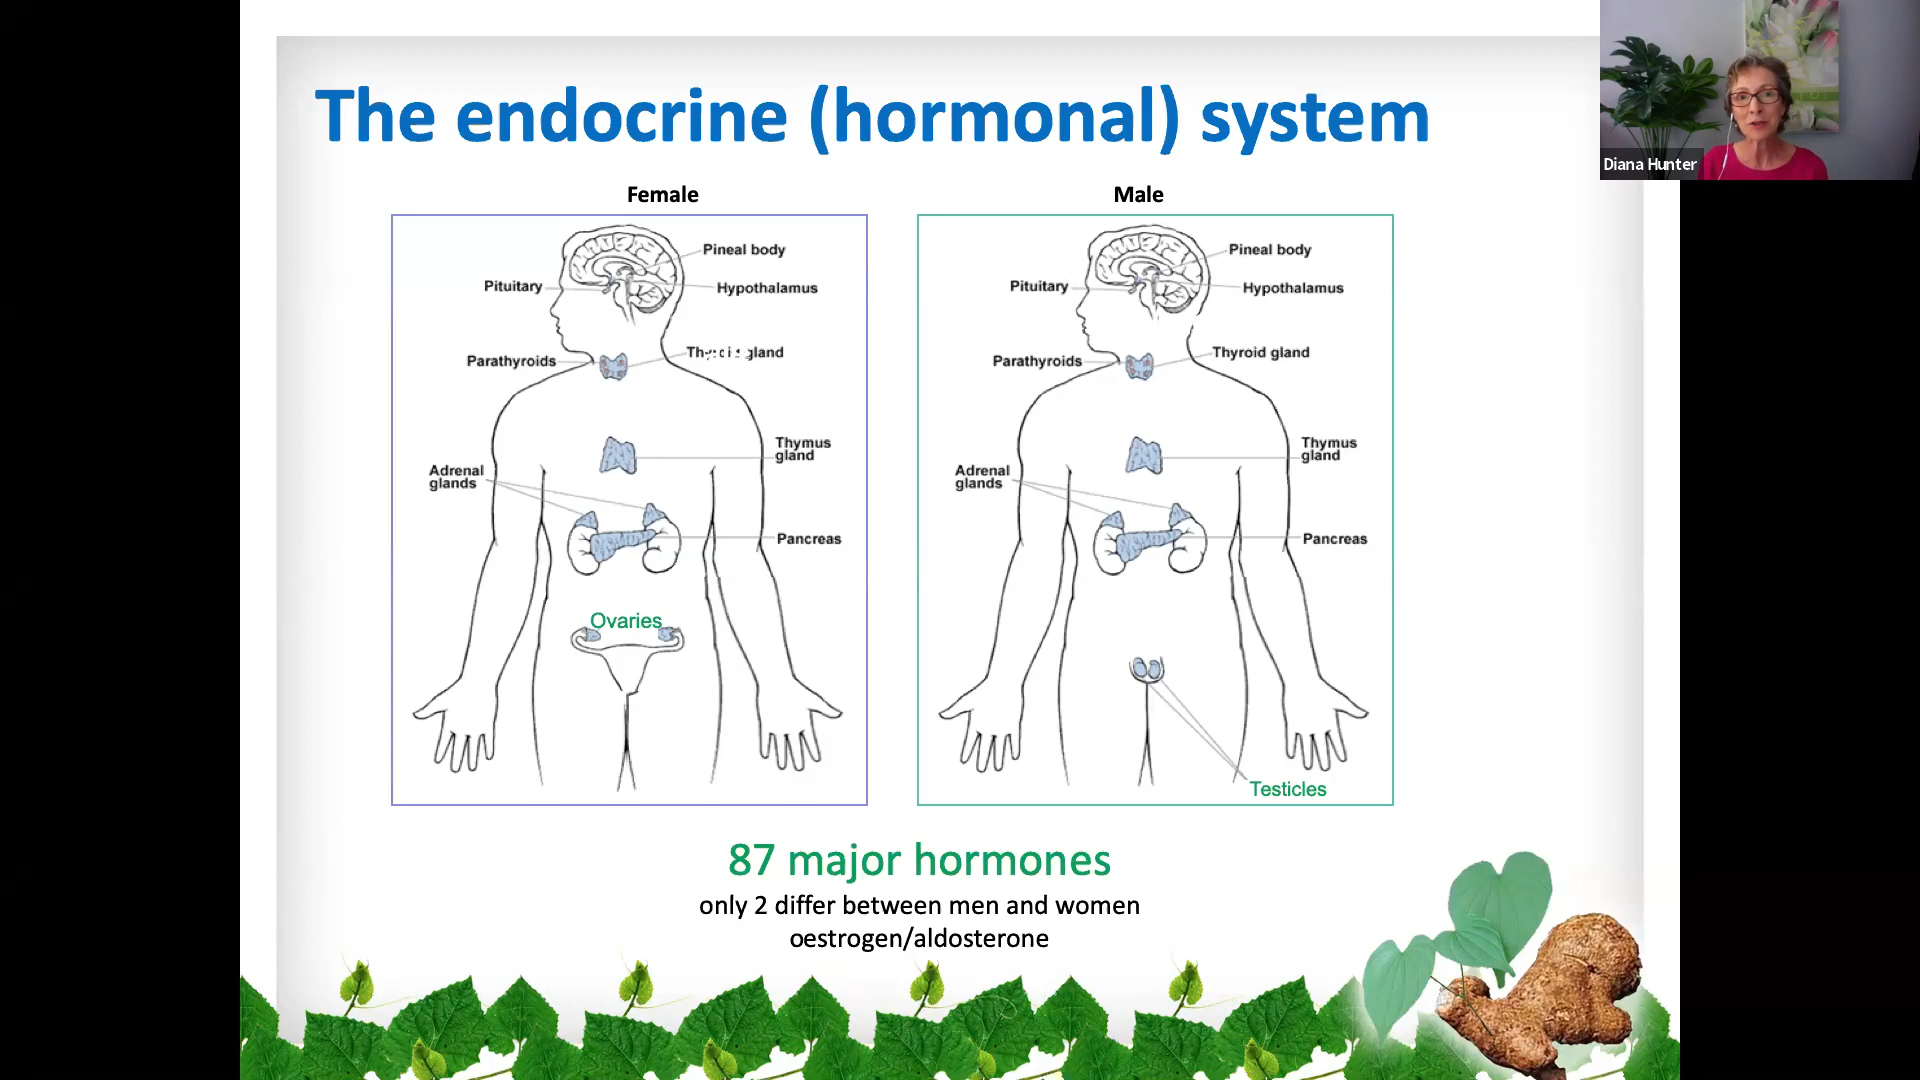 The endocrine (hormonal) system
Diana Hunter
Female
Male
Pineal body
Pituitary
Hypothalamus
Parathyroids
gland
Thymus
gland
Adrenal
glands
Pancreas
Ovaries
Pineal body
Pituitary
Hypothalamus
Parathyroids
Thyroid gland
Thymus
gland
Adrenal
glands
Pancreas
Testicles
87 major hormones
only 2 differ between men and women
oestrogen/aldosterone